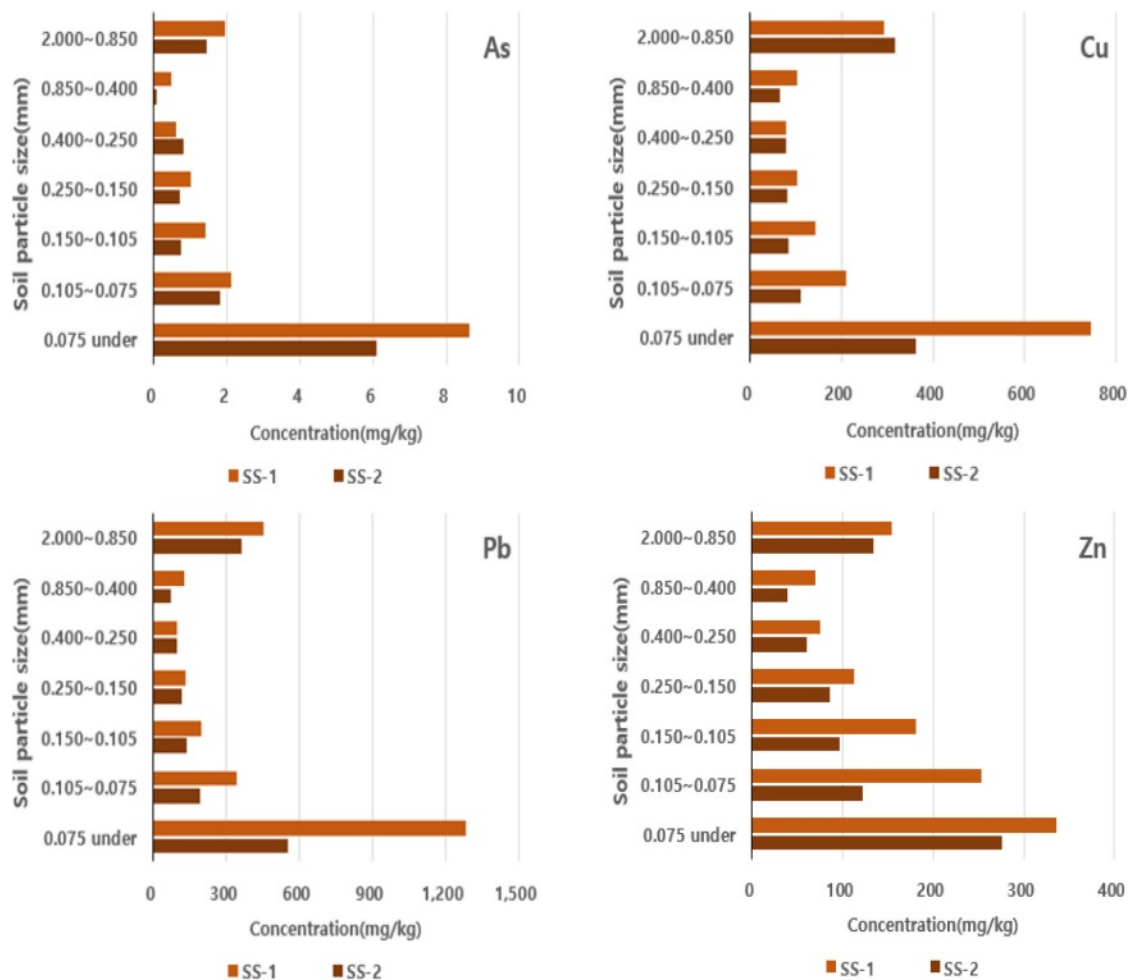 As
Soil particle size(mm)
2.000~0.850
0.850~0.400
0.400~0.250
0.250~0.150
0.150~0.105
0.105~0.075
0.075 under
0 2 4 6 8 10
Concentration(mg/kg)
SS-1 SS-2
Cu
Soil particle size(mm)
2.000~0.850
0.850~0.400
0.400~0.250
0.250~0.150
0.150~0.105
0.105~0.075
0.075 under
0 200 400 600 800
Concentration(mg/kg)
SS-1 SS-2
Pb
Soil particle size(mm)
2.000~0.850
0.850~0.400
0.400~0.250
0.250~0.150
0.150~0.105
0.105~0.075
0.075 under
0 300 600 900 1,200 1,500
Concentration(mg/kg)
SS-1 SS-2
Zn
Soil particle size(mm)
2.000~0.850
0.850~0.400
0.400~0.250
0.250~0.150
0.150~0.105
0.105~0.075
0.075 under
0 100 200 300 400
Concentration(mg/kg)
SS-1 SS-2